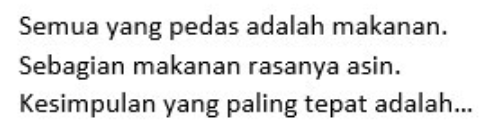 Semua yang pedas adalah makanan.
Sebagian makanan rasanya asin.
Kesimpulan yang paling tepat adalah...